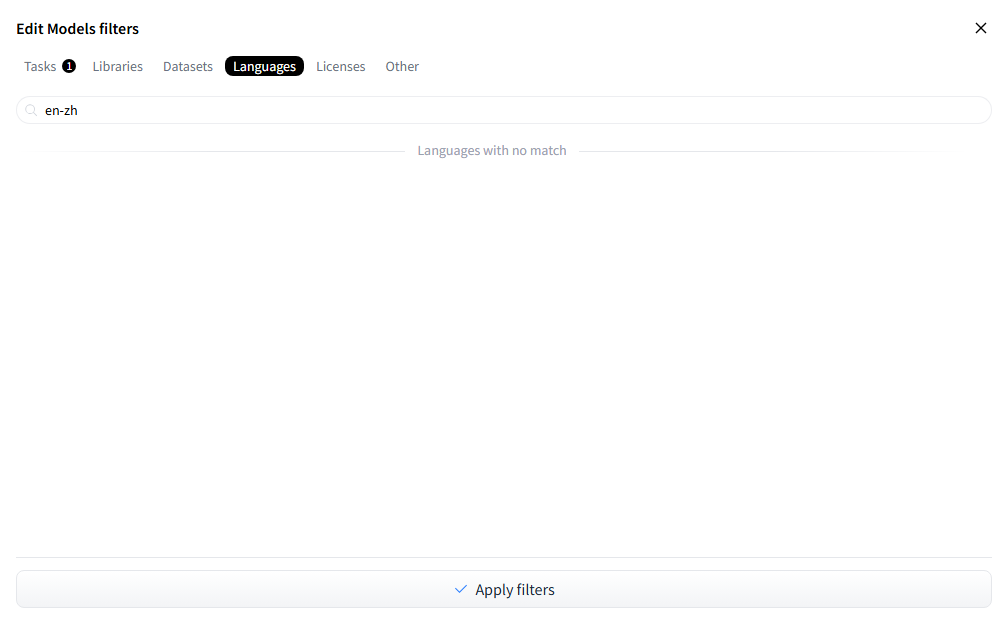 Edit Models filters
Tasks 1 Libraries Datasets Languages Licenses Other
en-zh
Languages with no match
Apply filters